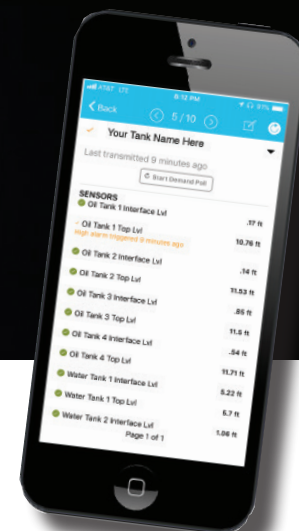 AT&T LTE 6:12 PM 81%
Back 5 / 10
Your Tank Name Here
Last transmitted 9 minutes ago
Start Demand Poll
SENSORS
Oil Tank 1 Interface Lvl .17 ft
Oil Tank 1 Top Lvl 10.76 ft
High alarm triggered 9 minutes ago
Oil Tank 2 Interface Lvl .14 ft
Oil Tank 2 Top Lvl 11.53 ft
Oil Tank 3 Interface Lvl .85 ft
Oil Tank 3 Top Lvl 11.5 ft
Oil Tank 4 Interface Lvl .54 ft
Oil Tank 4 Top Lvl 11.71 ft
Water Tank 1 Interface Lvl 5.22 ft
Water Tank 1 Top Lvl 5.7 ft
Water Tank 2 Interface Lvl 1.06 ft
Page 1 of 1